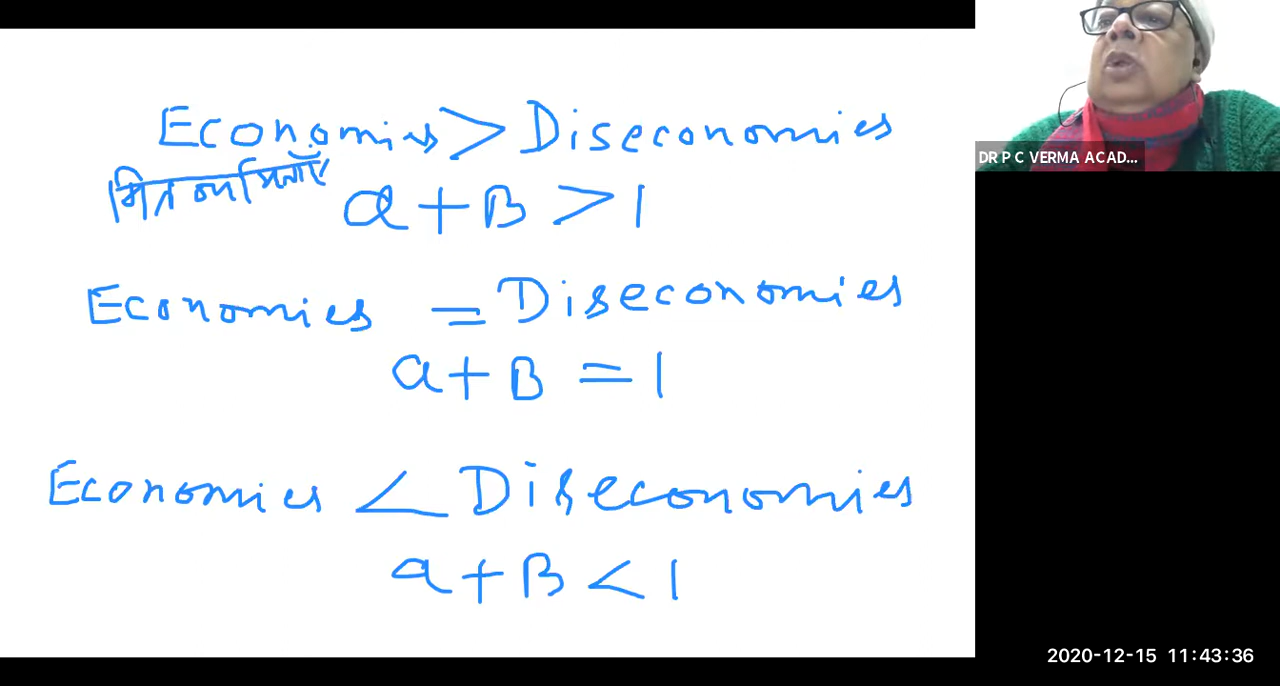 Economies > Diseconomies
मितव्ययिताएँ
a + B > 1
Economies = Diseconomies
a + B = 1
Economies < Diseconomies
a + B < 1
DR P C VERMA ACAD...
2020-12-15 11:43:36